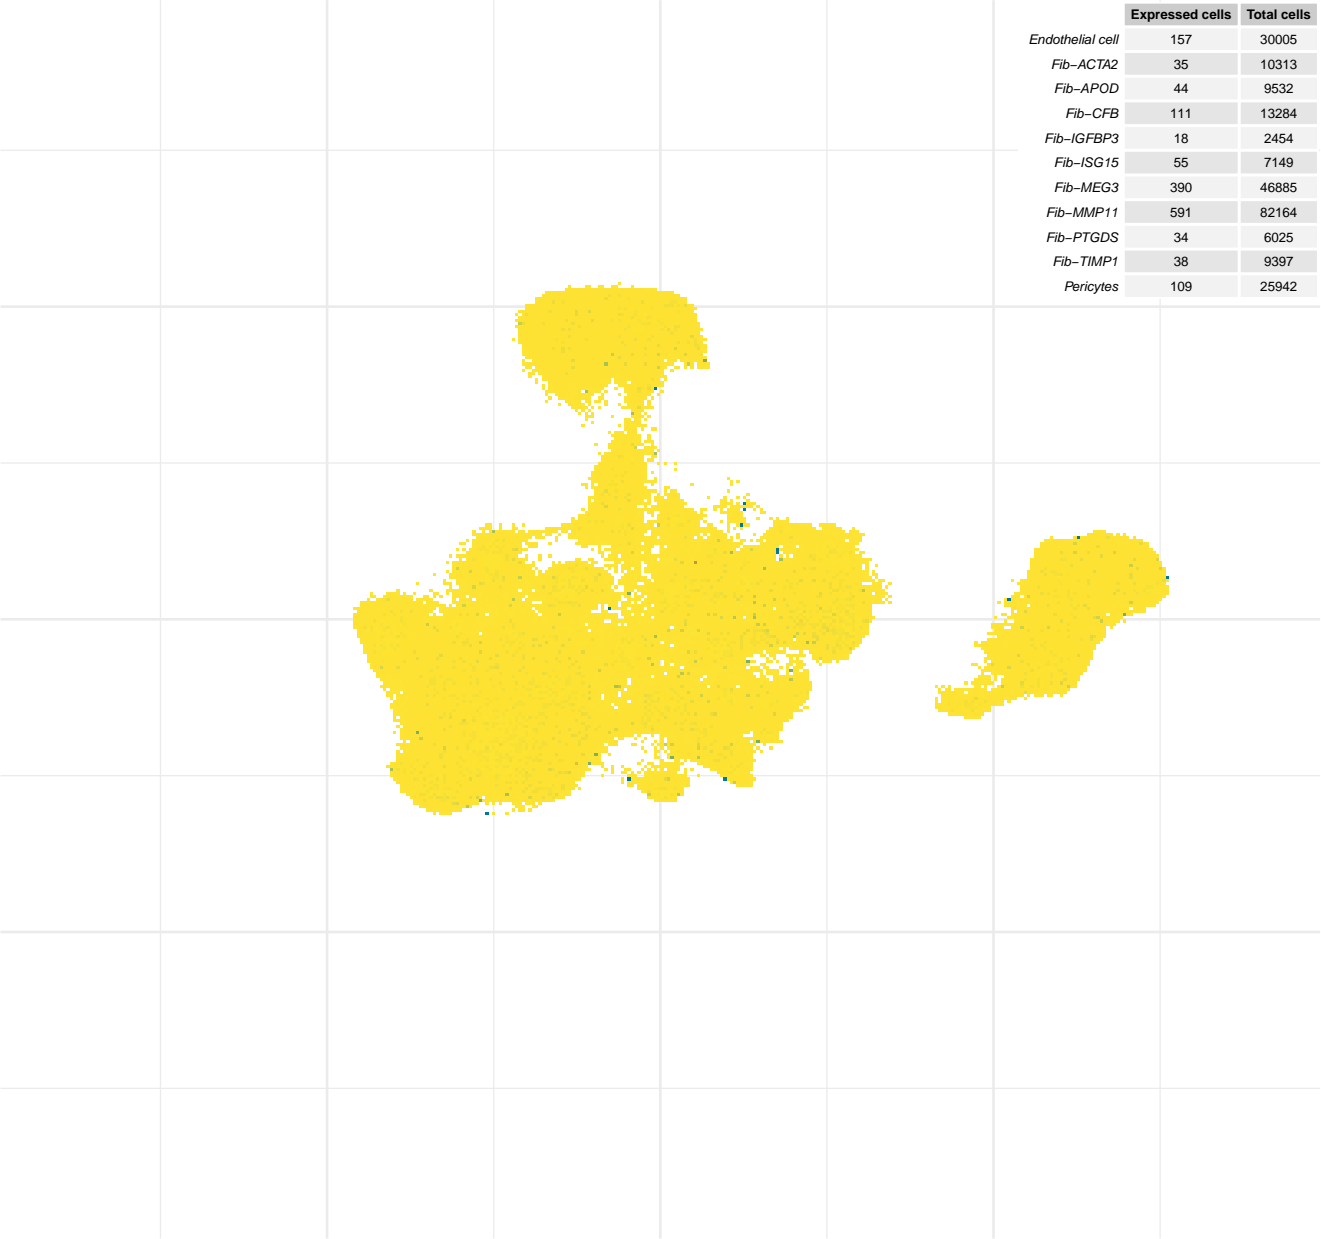 Expressed cells Total cells
Endothelial cell 157 30005
Fib−ACTA2 35 10313
Fib−APOD 44 9532
Fib−CFB 111 13284
Fib−IGFBP3 18 2454
Fib−ISG15 55 7149
Fib−MEG3 390 46885
Fib−MMP11 591 82164
Fib−PTGDS 34 6025
Fib−TIMP1 38 9397
Pericytes 109 25942